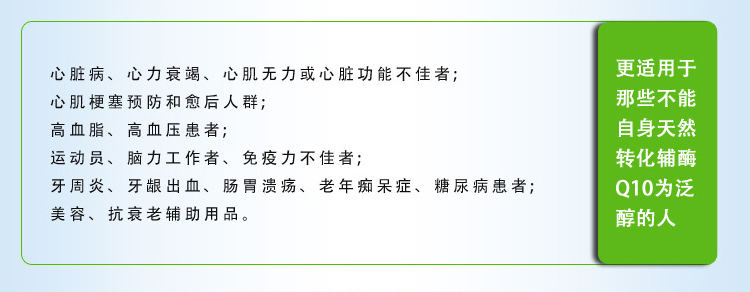 心脏病、心力衰竭、心肌无力或心脏功能不佳者;
心肌梗塞预防和愈后人群;
高血脂、高血压患者;
运动员、脑力工作者、免疫力不佳者;
牙周炎、牙龈出血、肠胃溃疡、老年痴呆症、糖尿病患者;
美容、抗衰老辅助用品。
更适用于
那些不能
自身天然
转化辅酶
Q10为泛
醇的人